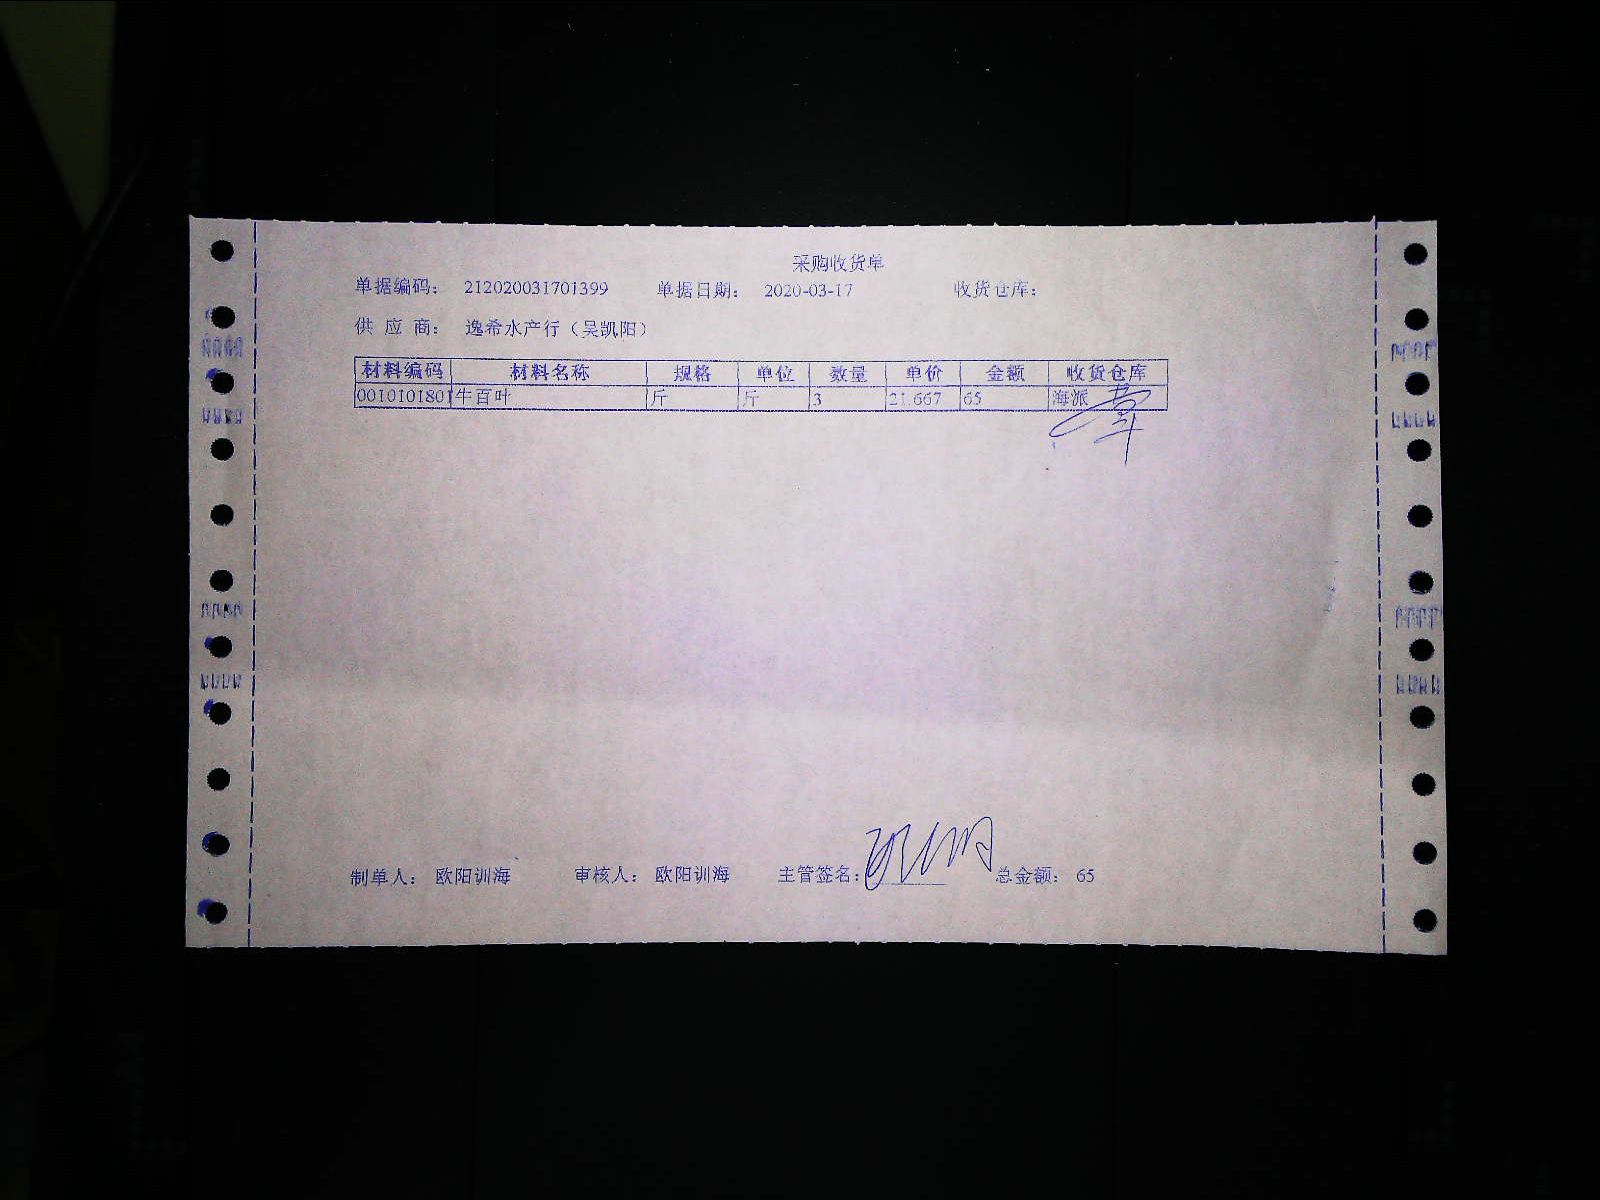 采购收货单
单据编码： 212020031701399 单据日期： 2020-03-17 收货仓库：
供 应 商： 逸希水产行（吴凯阳）
材料编码 材料名称 规格 单位 数量 单价 金额 收货仓库
0010101801 牛百叶 斤 斤 3 21.667 65 海派
制单人： 欧阳训海 审核人： 欧阳训海 主管签名： 总金额： 65